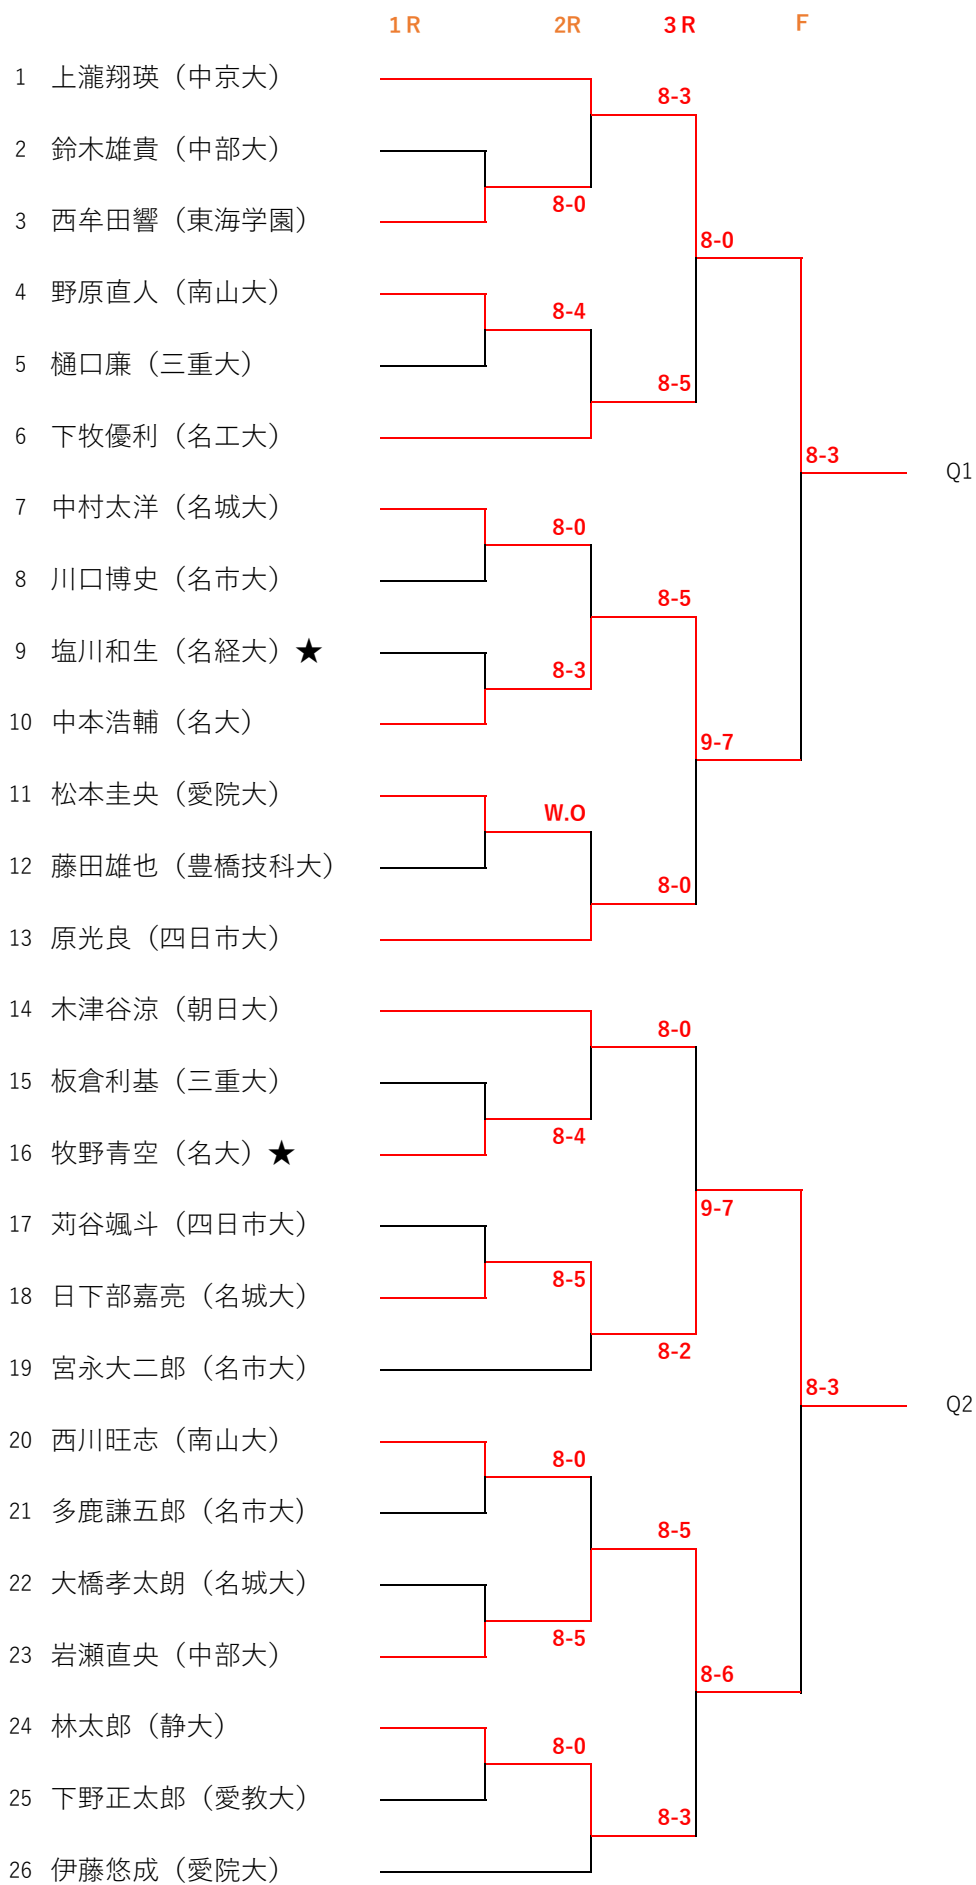 1 R 2R 3 R F
1 上瀧翔瑛（中京大）
8-3
2 鈴木雄貴（中部大）
3 西牟田響（東海学園）
8-0
8-0
4 野原直人（南山大）
8-4
5 樋口廉（三重大）
8-5
6 下牧優利（名工大）
8-3
Q1
7 中村太洋（名城大）
8-0
8 川口博史（名市大）
8-5
9 塩川和生（名経大）★
8-3
10 中本浩輔（名大）
9-7
11 松本圭央（愛院大）
W.O
12 藤田雄也（豊橋技科大）
8-0
13 原光良（四日市大）
14 木津谷涼（朝日大）
8-0
15 板倉利基（三重大）
8-4
16 牧野青空（名大）★
9-7
17 苅谷颯斗（四日市大）
8-5
18 日下部嘉亮（名城大）
8-2
19 宮永大二郎（名市大）
8-3
Q2
20 西川旺志（南山大）
8-0
21 多鹿謙五郎（名市大）
8-5
22 大橋孝太朗（名城大）
8-5
23 岩瀬直央（中部大）
8-6
24 林太郎（静大）
8-0
25 下野正太郎（愛教大）
8-3
26 伊藤悠成（愛院大）